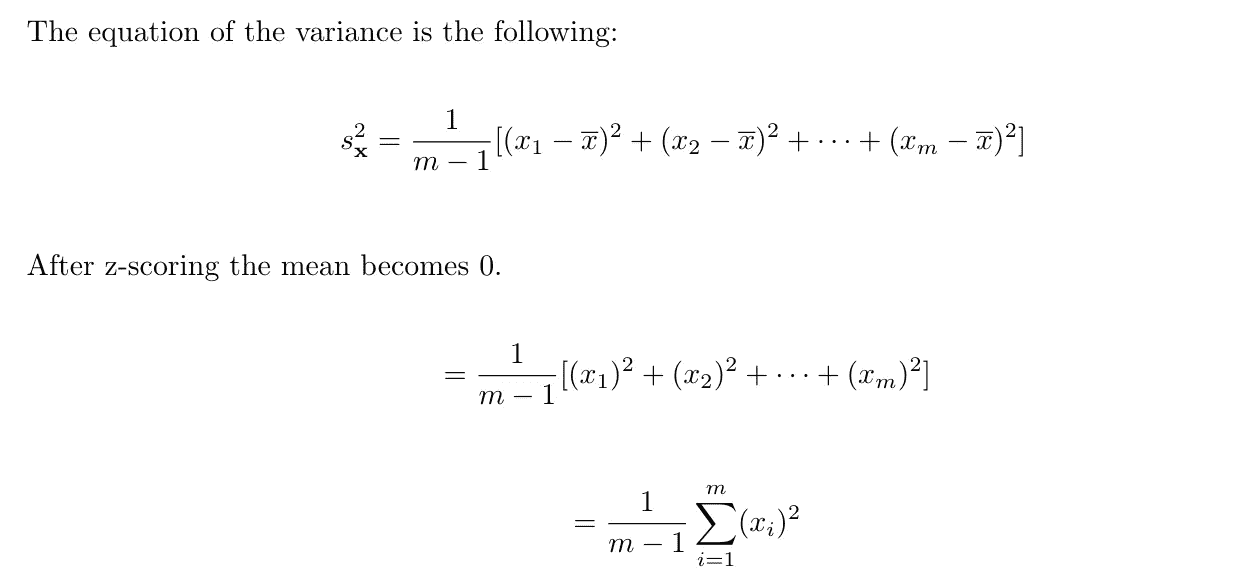 The equation of the variance is the following:
$s_{\mathbf{x}}^2 = \frac{1}{m-1}[(x_1 - \overline{x})^2 + (x_2 - \overline{x})^2 + \cdots + (x_m - \overline{x})^2]$
After z-scoring the mean becomes 0.
$= \frac{1}{m-1}[(x_1)^2 + (x_2)^2 + \cdots + (x_m)^2]$
$= \frac{1}{m-1}\sum_{i=1}^{m}(x_i)^2$